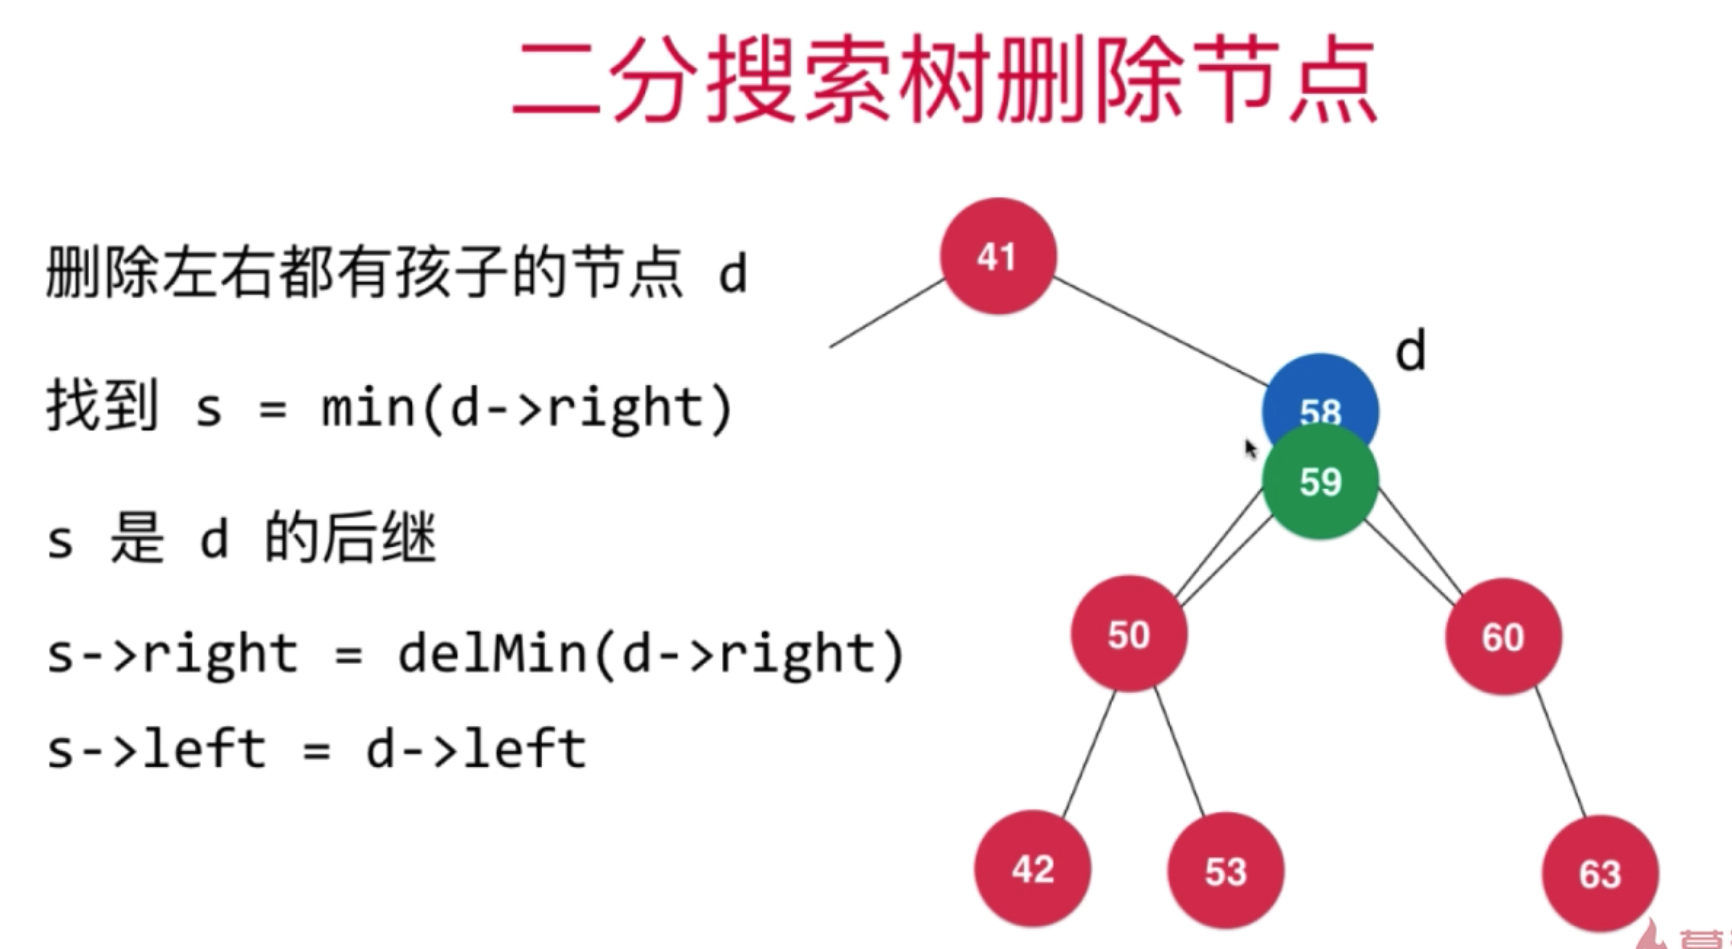 二分搜索树删除节点
删除左右都有孩子的节点 d
找到 s = min(d->right)
s 是 d 的后继
s->right = delMin(d->right)
s->left = d->left
41
d
58
59
50
60
42
53
63